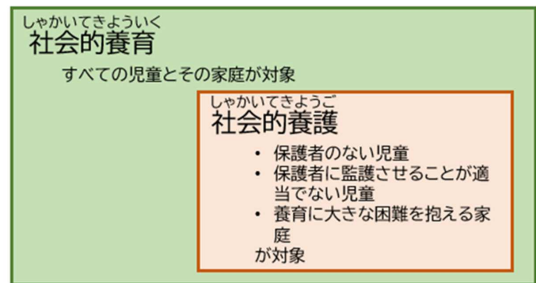 しゃかいてきよういく
社会的養育
すべての児童とその家庭が対象
しゃかいてきようご
社会的養護
• 保護者のない児童
• 保護者に監護させることが適
当でない児童
• 養育に大きな困難を抱える家
庭
が対象